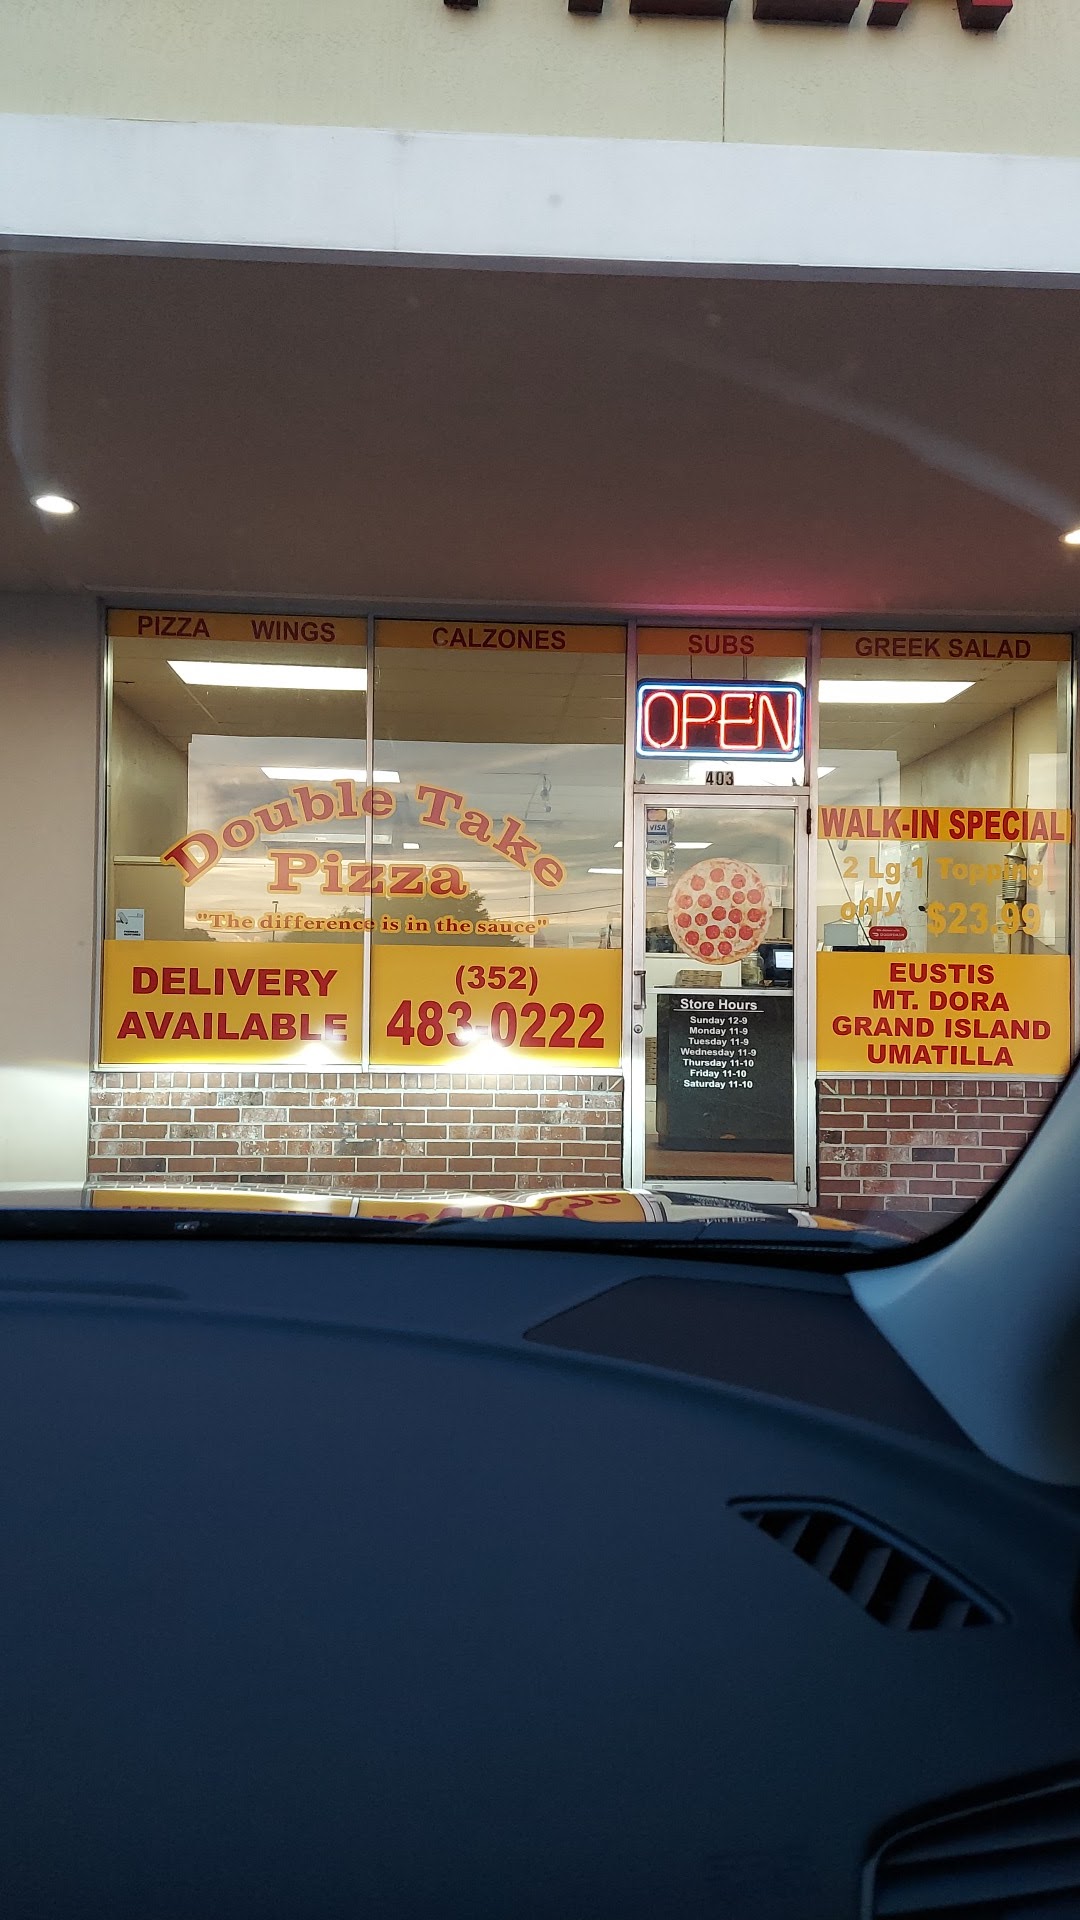 PIZZA WINGS CALZONES SUBS GREEK SALAD
OPEN
403
Double Take
Pizza
"The difference is in the sauce"
DELIVERY
AVAILABLE
(352)
483-0222
VISA
Store Hours
Sunday 12-9
Monday 11-9
Tuesday 11-9
Wednesday 11-9
Thursday 11-10
Friday 11-10
Saturday 11-10
WALK-IN SPECIAL
2 Lg 1 Topping
only $23.99
EUSTIS
MT. DORA
GRAND ISLAND
UMATILLA